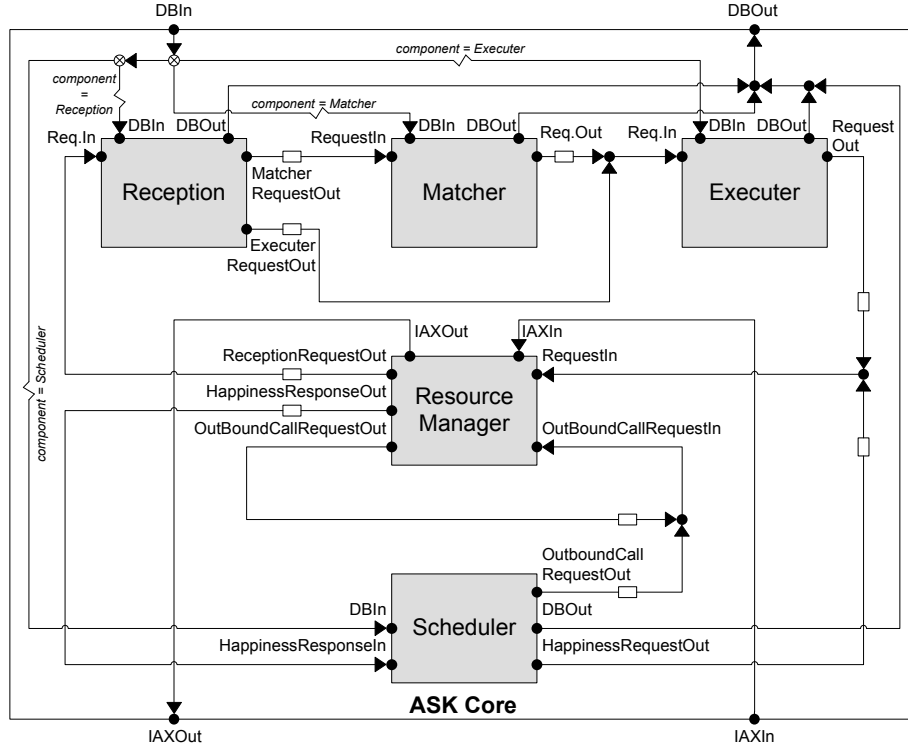 DBIn
DBOut
component = Executer
component
=
Reception
component = Matcher
DBIn
DBOut
DBIn
DBOut
DBIn
DBOut
Request
Out
Req.In
RequestIn
Req.Out
Req.In
Reception
Matcher
RequestOut
Matcher
Executer
Executer
RequestOut
component = Scheduler
IAXOut
IAXIn
ReceptionRequestOut
RequestIn
HappinessResponseOut
Resource
Manager
OutBoundCallRequestOut
OutBoundCallRequestIn
OutboundCall
RequestOut
DBIn
DBOut
Scheduler
HappinessResponseIn
HappinessRequestOut
ASK Core
IAXOut
IAXIn